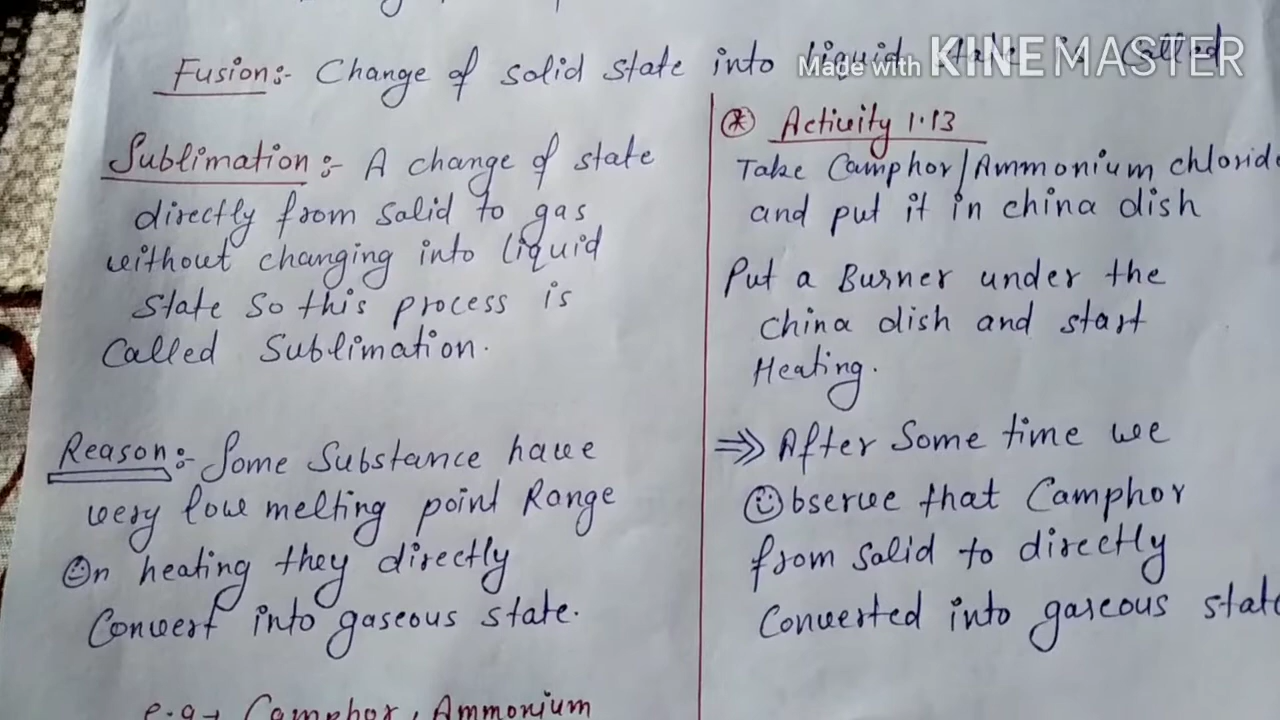 Fusion:- Change of solid state into liquid state is called
Made with KINEMASTER
Sublimation:- A change of state
directly from solid to gas
without changing into liquid
State So this process is
Called Sublimation.
Reason:- Some Substance have
very low melting point Range
On heating they directly
Convert into gaseous state.
e.g→ Camphor, Ammonium
* Activity 1.13
Take Camphor/Ammonium chloride
and put it in china dish
Put a Burner under the
China dish and start
Heating.
⇒ After Some time we
Observe that Camphor
from solid to directly
Converted into gaseous state